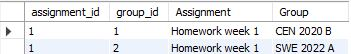 assignment_id group_id Assignment Group
1 1 Homework week 1 CEN 2020 B
1 2 Homework week 1 SWE 2022 A